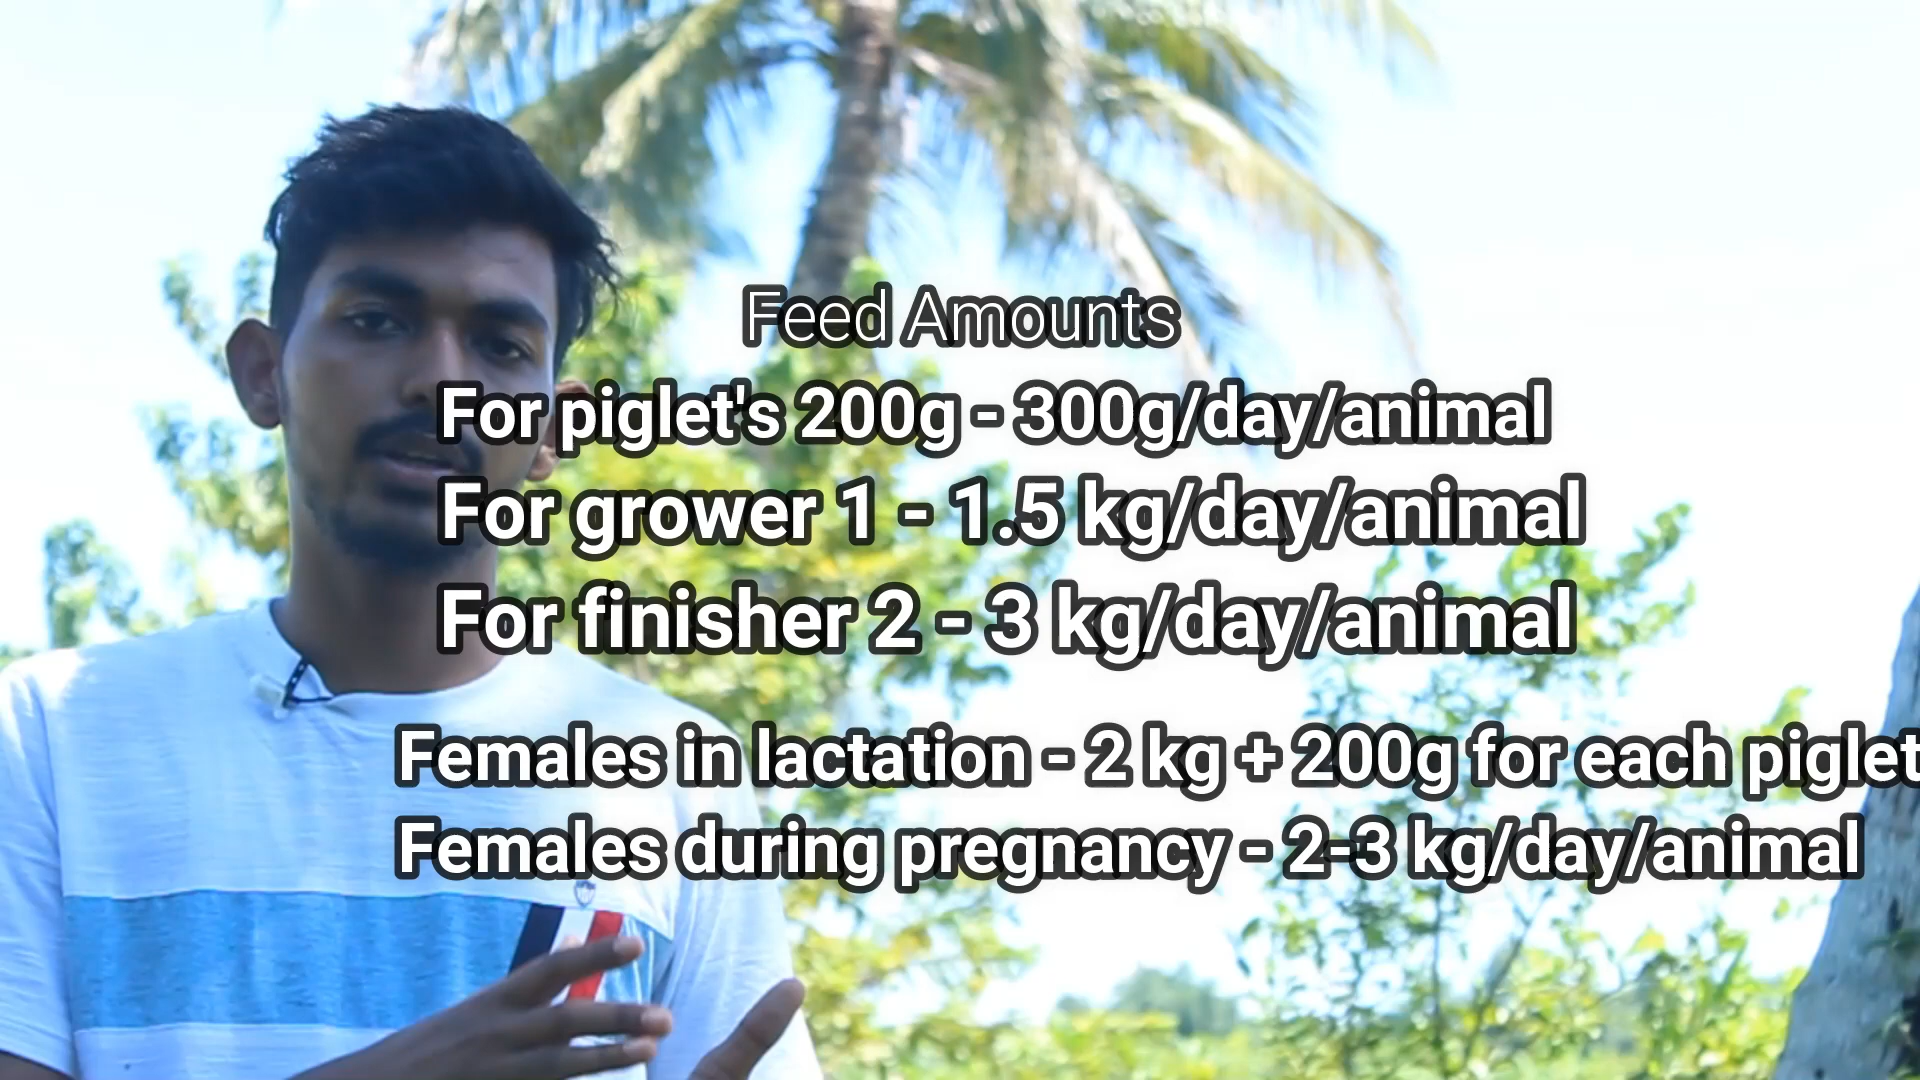 Feed Amounts
For piglet's 200g - 300g/day/animal
For grower 1 - 1.5 kg/day/animal
For finisher 2 - 3 kg/day/animal
Females in lactation - 2 kg + 200g for each piglet
Females during pregnancy - 2-3 kg/day/animal